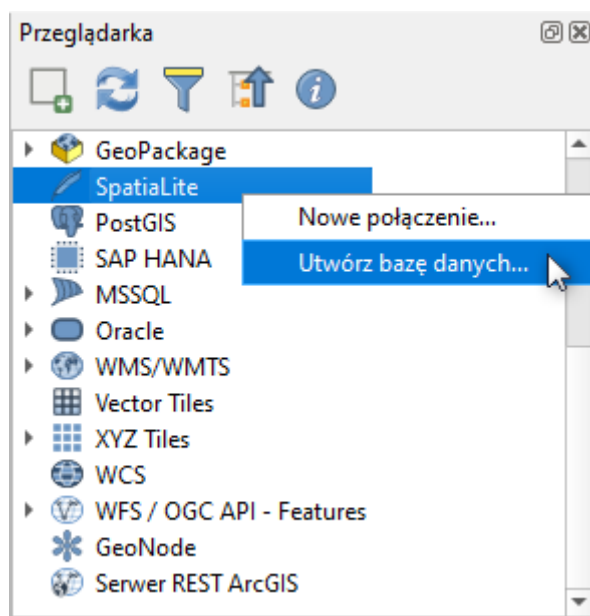 Przeglądarka
GeoPackage
SpatiaLite
Nowe połączenie...
PostGIS
SAP HANA
Utwórz bazę danych...
MSSQL
Oracle
WMS/WMTS
Vector Tiles
XYZ Tiles
WCS
WFS / OGC API - Features
GeoNode
Serwer REST ArcGIS